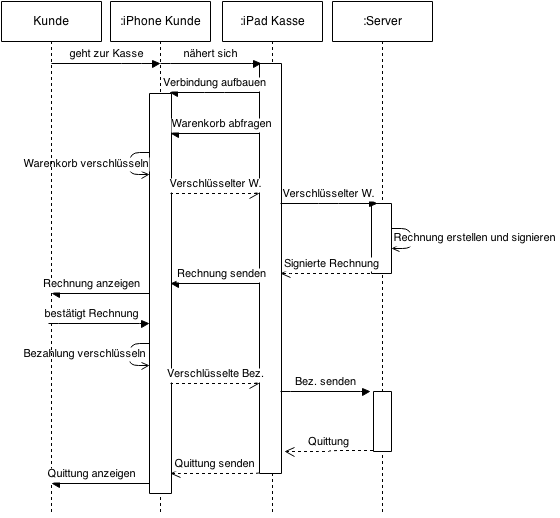 Kunde
:iPhone Kunde
:iPad Kasse
:Server
geht zur Kasse
nähert sich
Verbindung aufbauen
Warenkorb abfragen
Warenkorb verschlüsseln
Verschlüsselter W.
Verschlüsselter W.
Rechnung erstellen und signieren
Signierte Rechnung
Rechnung senden
Rechnung anzeigen
bestätigt Rechnung
Bezahlung verschlüsseln
Verschlüsselte Bez.
Bez. senden
Quittung
Quittung senden
Quittung anzeigen